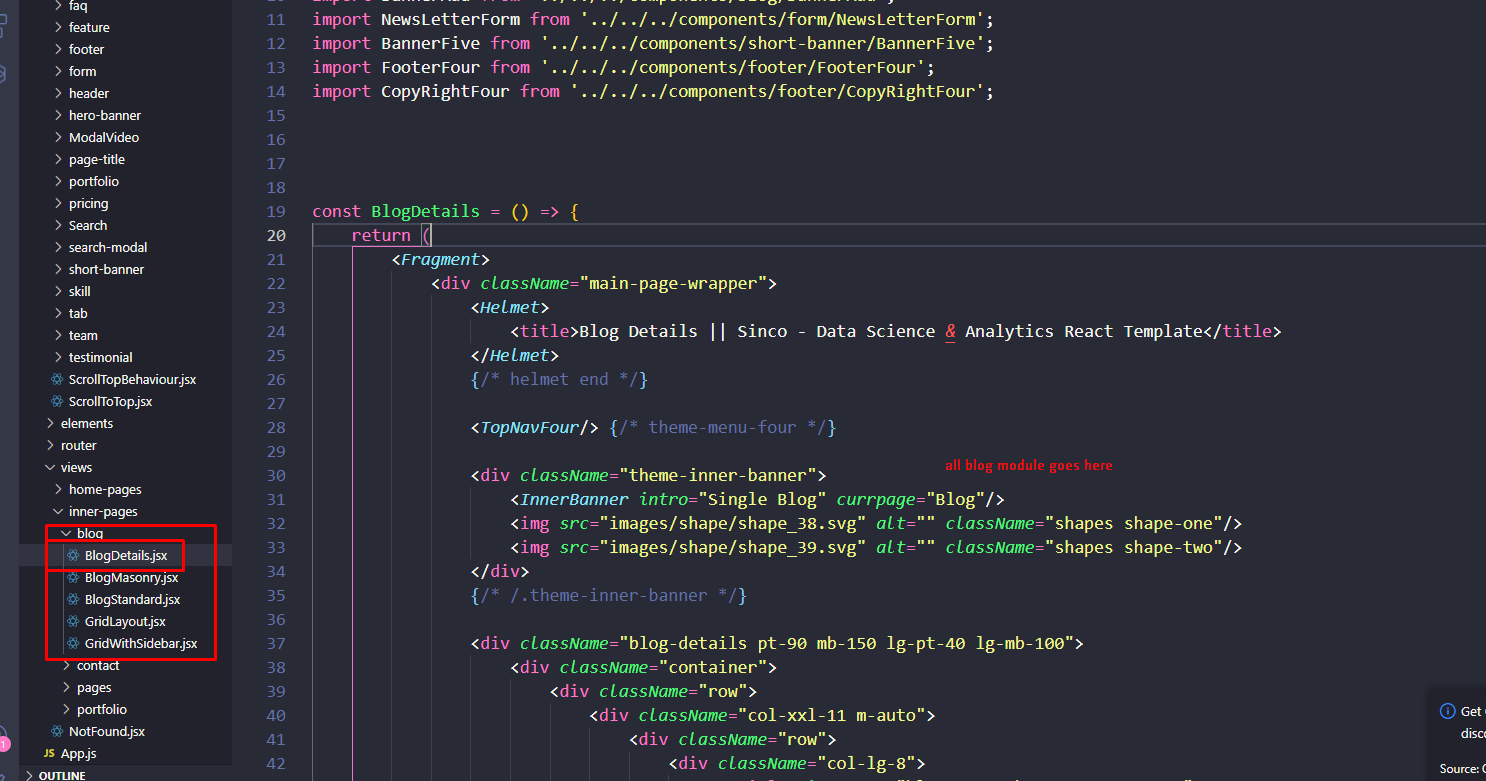 faq
feature
footer
form
header
hero-banner
ModalVideo
page-title
portfolio
pricing
Search
search-modal
short-banner
skill
tab
team
testimonial
ScrollTopBehaviour.jsx
ScrollToTop.jsx
elements
router
views
home-pages
inner-pages
blog
BlogDetails.jsx
BlogMasonry.jsx
BlogStandard.jsx
GridLayout.jsx
GridWithSidebar.jsx
contact
pages
portfolio
NotFound.jsx
JS App.js
OUTLINE
1
11 import NewsLetterForm from '../../../components/form/NewsLetterForm';
12 import BannerFive from '../../../components/short-banner/BannerFive';
13 import FooterFour from '../../../components/footer/FooterFour';
14 import CopyRightFour from '../../../components/footer/CopyRightFour';
15
16
17
18
19 const BlogDetails = () => {
20 return (
21 <Fragment>
22 <div className="main-page-wrapper">
23 <Helmet>
24 <title>Blog Details || Sinco - Data Science & Analytics React Template</title>
25 </Helmet>
26 {/* helmet end */}
27
28 <TopNavFour/> {/* theme-menu-four */}
29
all blog module goes here
30 <div className="theme-inner-banner">
31 <InnerBanner intro="Single Blog" currpage="Blog"/>
32 <img src="images/shape/shape_38.svg" alt="" className="shapes shape-one"/>
33 <img src="images/shape/shape_39.svg" alt="" className="shapes shape-two"/>
34 </div>
35 {/* /.theme-inner-banner */}
36
37 <div className="blog-details pt-90 mb-150 lg-pt-40 lg-mb-100">
38 <div className="container">
39 <div className="row">
40 <div className="col-xxl-11 m-auto">
41 <div className="row">
42 <div className="col-lg-8">
Get
disc
Source: